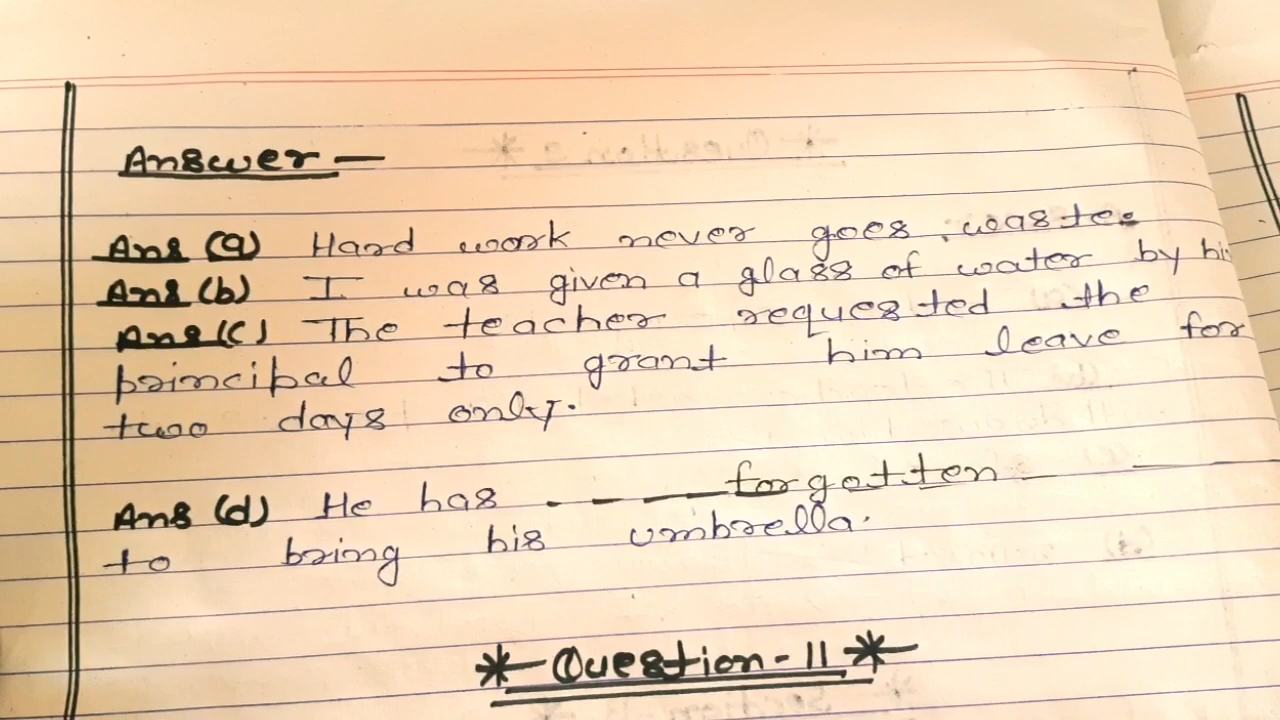 Answer —
Ans (a) Hard work never goes waste.
Ans (b) I was given a glass of water by
Ans (c) The teacher requested the
principal to grant him leave for
two days only.
Ans (d) He has - - — forgotten —
to bring his umbrella.
* Question - 11 *